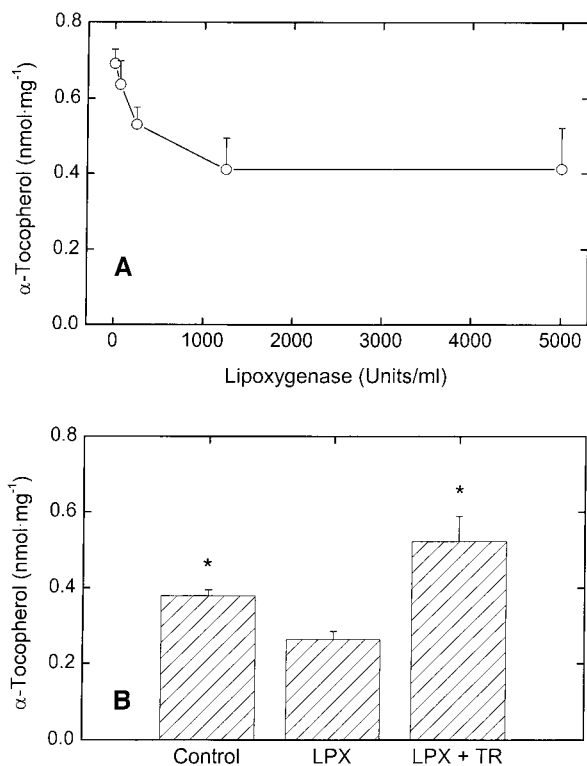 0.8
0.6
0.4
0.2
0.0
α-Tocopherol (nmol·mg⁻¹)
A
0 1000 2000 3000 4000 5000
Lipoxygenase (Units/ml)
0.8
0.6
0.4
0.2
0.0
α-Tocopherol (nmol·mg⁻¹)
* *
B
Control LPX LPX + TR